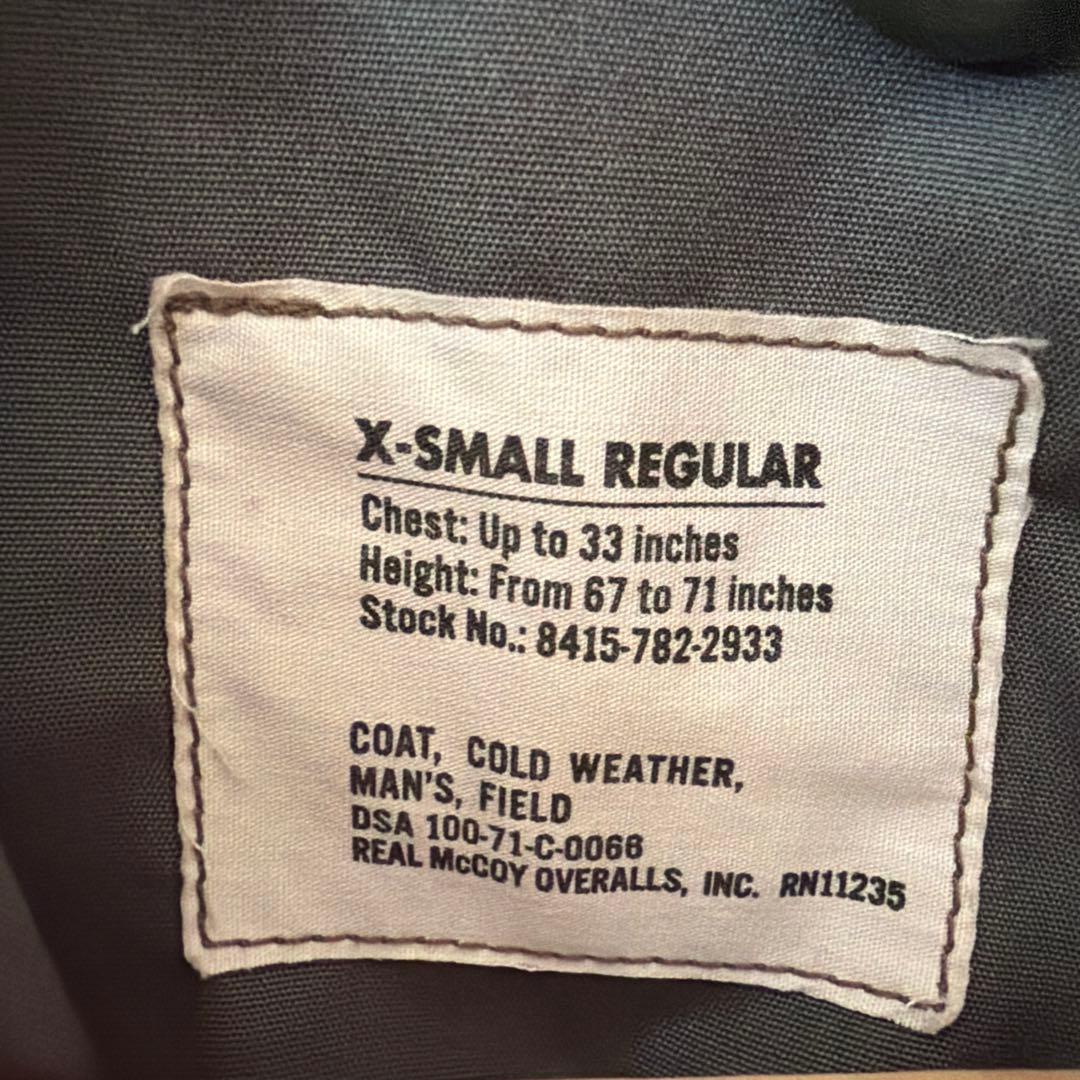 X-SMALL REGULAR
Chest: Up to 33 inches
Height: From 67 to 71 inches
Stock No.: 8415-782-2933
COAT, COLD WEATHER,
MAN'S, FIELD
DSA 100-71-C-0066
REAL McCOY OVERALLS, INC. RN11235